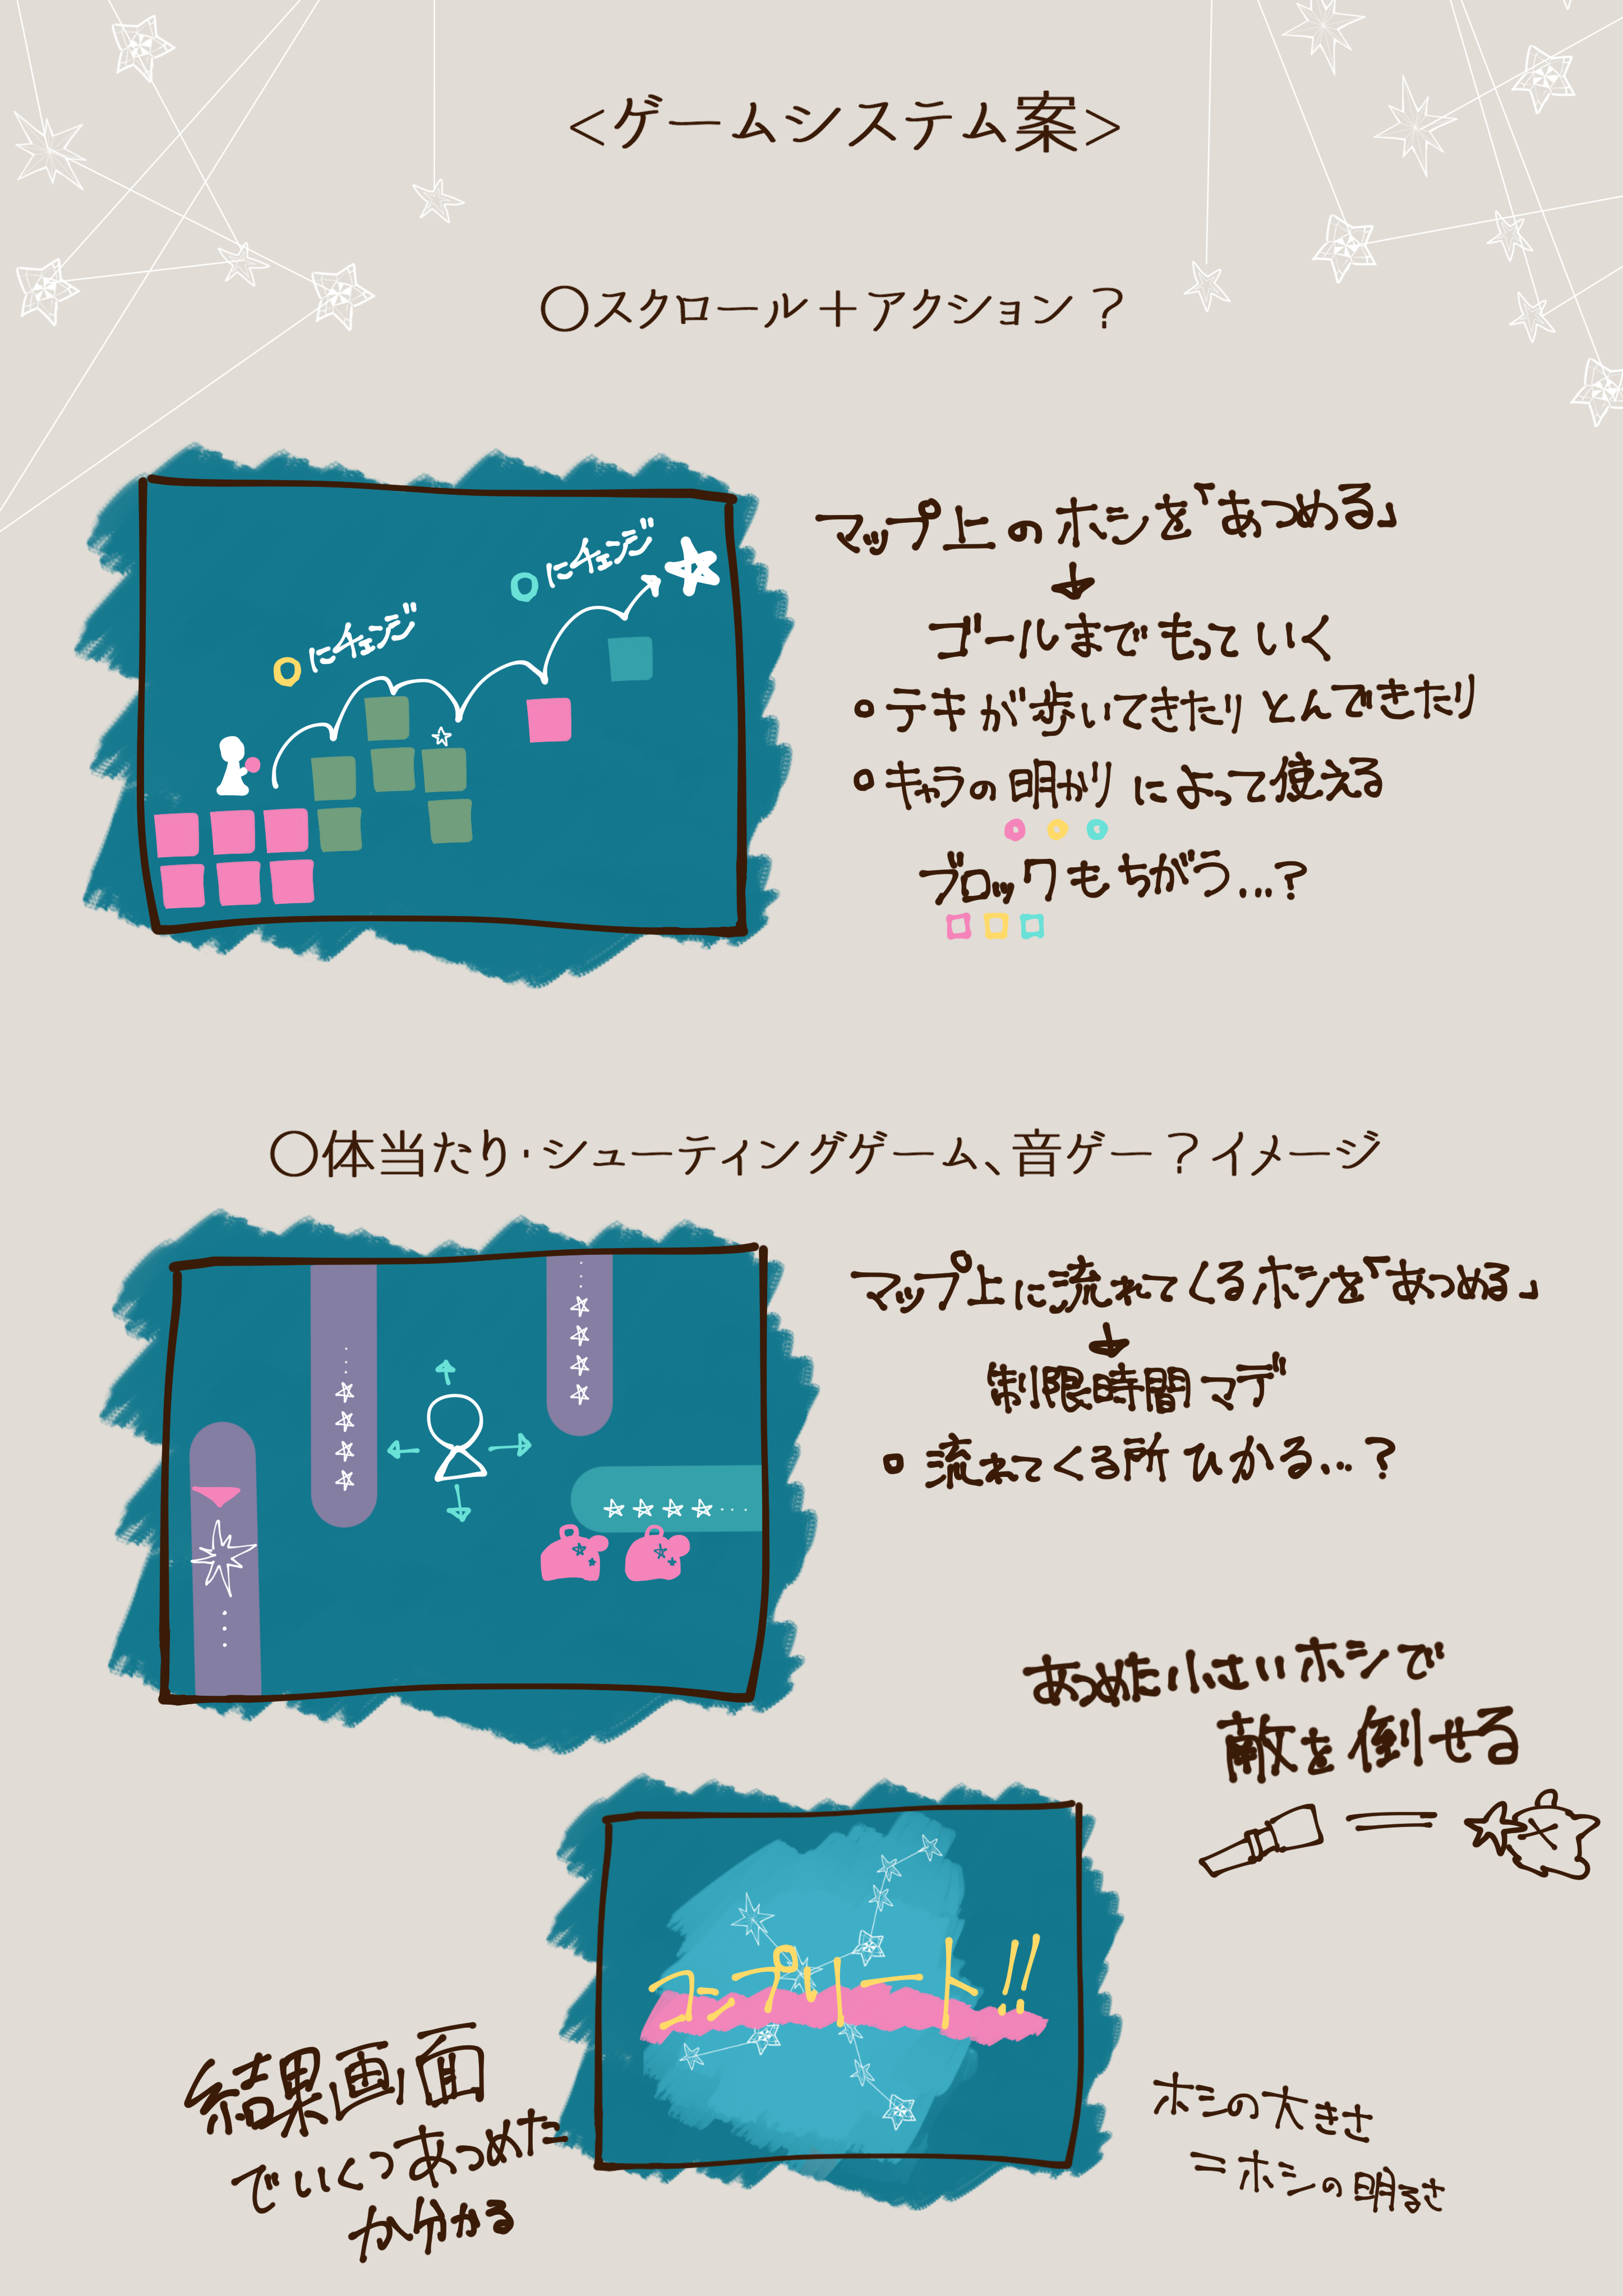 <ゲームシステム案>
〇スクロール＋アクション？
にチェンジ
にチェンジ
マップ上のホシを「あつめる」
↓
ゴールまでもっていく
○テキが歩いてきたりとんできたり
○キャラの明かりによって使える
ブロックもちがう…?
〇体当たり・シューティングゲーム、音ゲー？イメージ
マップ上に流れてくるホシを「あつめる」
↓
制限時間マデ
○流れてくる所ひかる…?
あつめた小さいホシで
敵を倒せる
コンプリート!!
結果画面
でいくつあつめた
か分かる
ホシの大きさ
＝ホシの明るさ